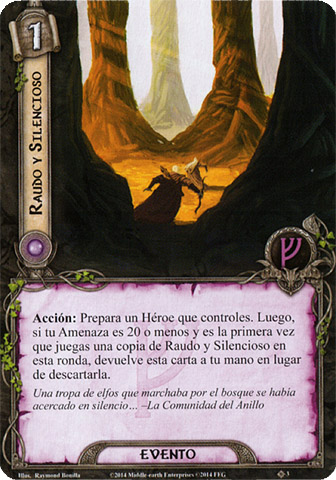 1
Raudo y Silencioso
Acción: Prepara un Héroe que controles. Luego,
si tu Amenaza es 20 o menos y es la primera vez
que juegas una copia de Raudo y Silencioso en
esta ronda, devuelve esta carta a tu mano en lugar
de descartarla.
Una tropa de elfos que marchaba por el bosque se había
acercado en silencio... –La Comunidad del Anillo
EVENTO
Illus. Raymond Bonilla
©2014 Middle-earth Enterprises ©2014 FFG
3